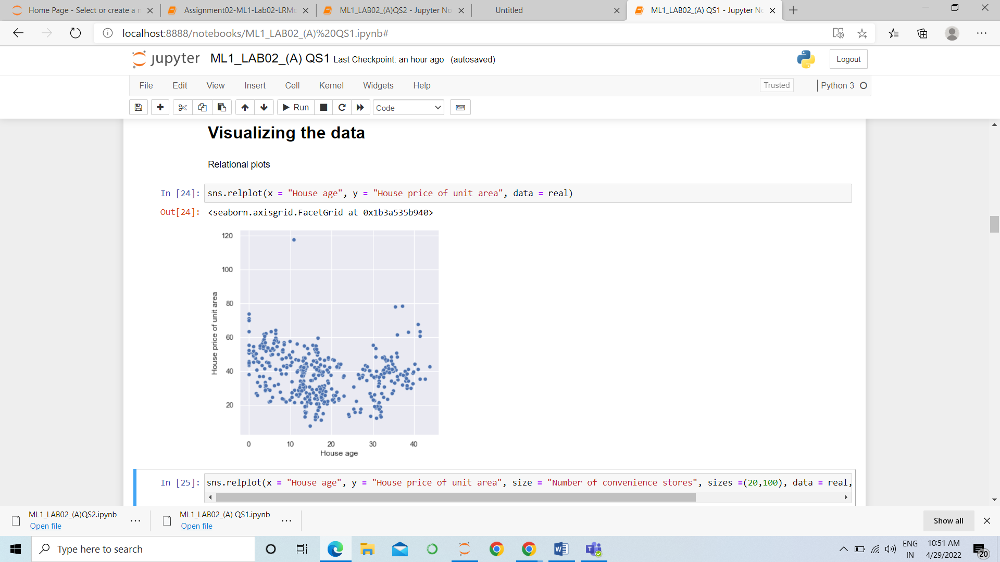 Home Page - Select or create a n
Assignment02-ML1-Lab02-LRMo
ML1_LAB02_(A)QS2 - Jupyter No
Untitled
ML1_LAB02_(A) QS1 - Jupyter No
localhost:8888/notebooks/ML1_LAB02_(A)%20QS1.ipynb#
jupyter ML1_LAB02_(A) QS1 Last Checkpoint: an hour ago (autosaved)
Logout
File Edit View Insert Cell Kernel Widgets Help
Trusted
Python 3
Run
Code
Visualizing the data
Relational plots
In [24]: sns.relplot(x = "House age", y = "House price of unit area", data = real)
Out[24]: <seaborn.axisgrid.FacetGrid at 0x1b3a535b940>
120
100
80
60
40
20
House price of unit area
0 10 20 30 40
House age
In [25]: sns.relplot(x = "House age", y = "House price of unit area", size = "Number of convenience stores", sizes =(20,100), data = real,
ML1_LAB02_(A)QS2.ipynb
Open file
ML1_LAB02_(A) QS1.ipynb
Open file
Show all
Type here to search
ENG
IN
10:51 AM
4/29/2022
20